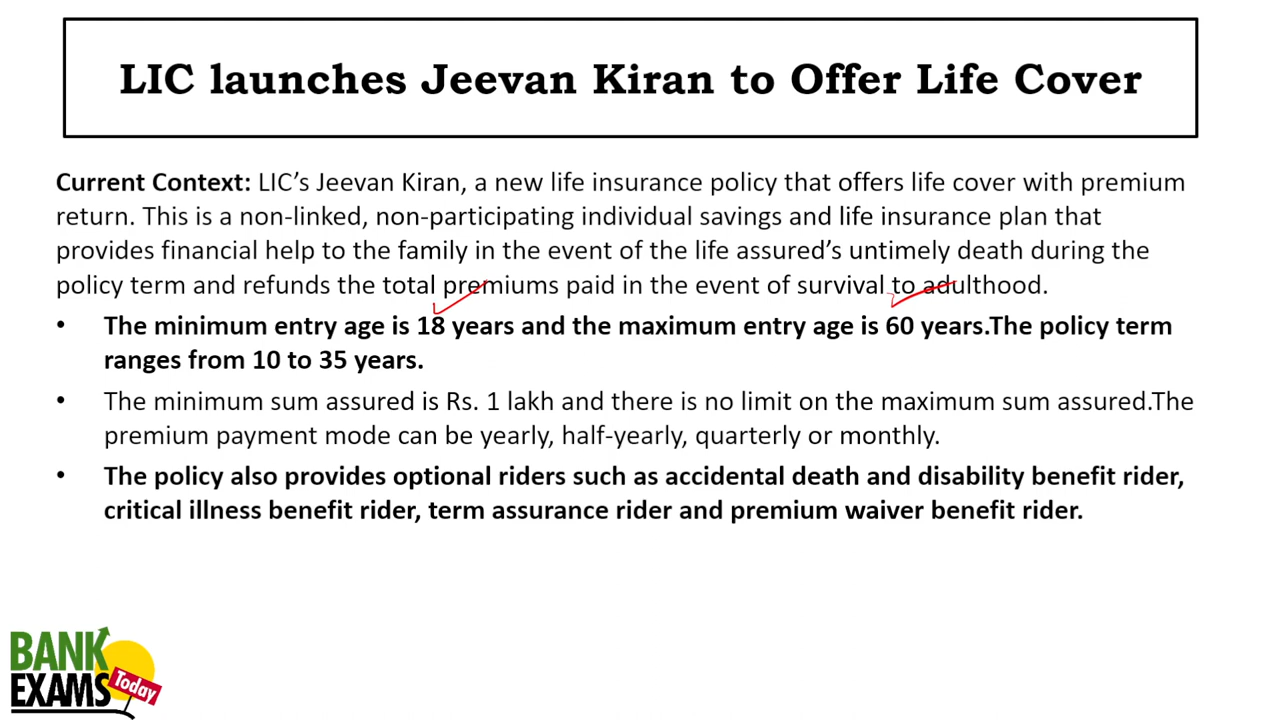 LIC launches Jeevan Kiran to Offer Life Cover
Current Context: LIC’s Jeevan Kiran, a new life insurance policy that offers life cover with premium
return. This is a non-linked, non-participating individual savings and life insurance plan that
provides financial help to the family in the event of the life assured’s untimely death during the
policy term and refunds the total premiums paid in the event of survival to adulthood.
• The minimum entry age is 18 years and the maximum entry age is 60 years.The policy term
ranges from 10 to 35 years.
• The minimum sum assured is Rs. 1 lakh and there is no limit on the maximum sum assured.The
premium payment mode can be yearly, half-yearly, quarterly or monthly.
• The policy also provides optional riders such as accidental death and disability benefit rider,
critical illness benefit rider, term assurance rider and premium waiver benefit rider.
BANK
EXAMS
Today